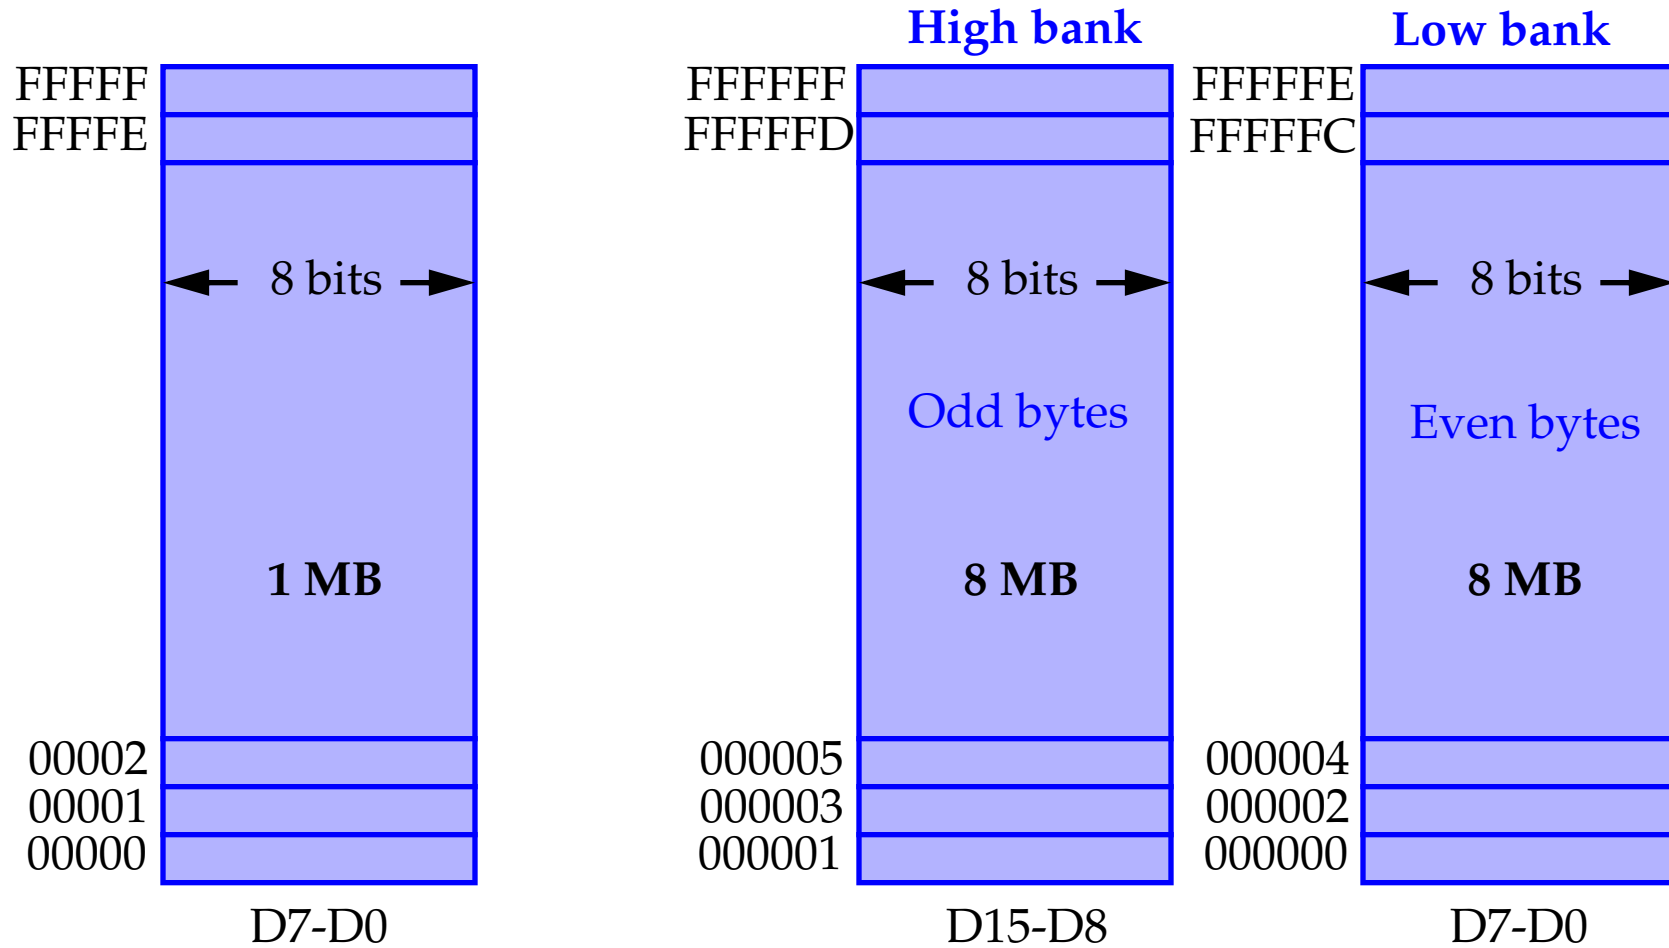 High bank
Low bank
FFFFF
FFFFE
8 bits
1 MB
00002
00001
00000
D7-D0
FFFFFF
FFFFFD
8 bits
Odd bytes
8 MB
000005
000003
000001
D15-D8
FFFFFE
FFFFFC
8 bits
Even bytes
8 MB
000004
000002
000000
D7-D0